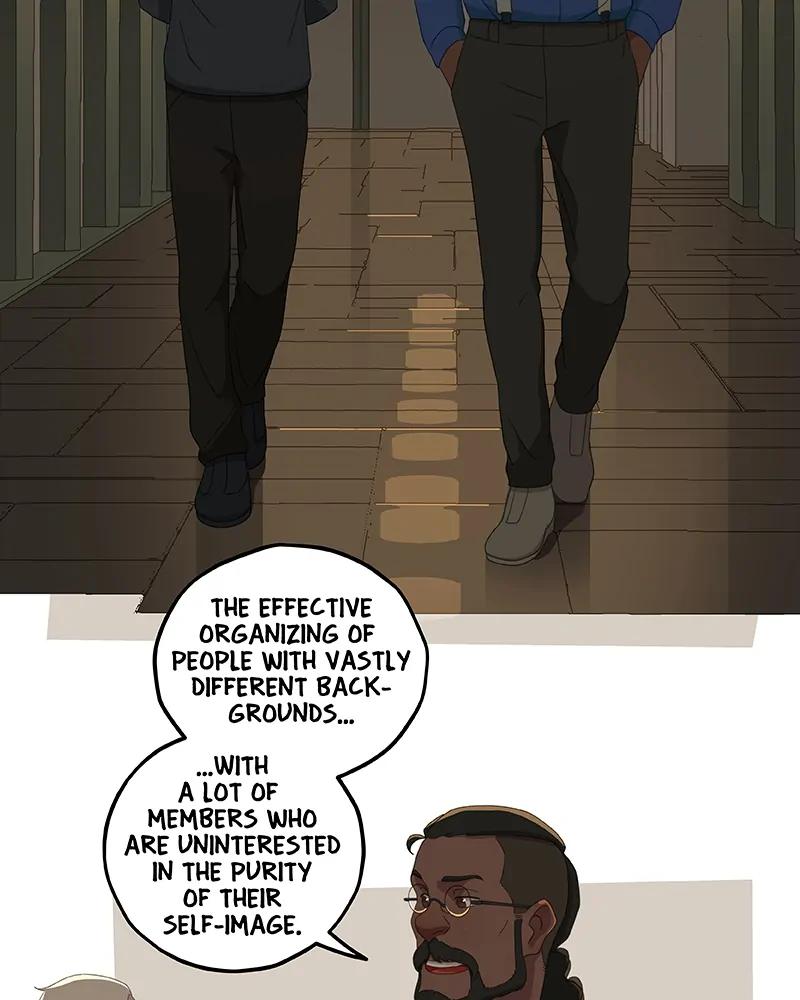 THE EFFECTIVE
ORGANIZING OF
PEOPLE WITH VASTLY
DIFFERENT BACK-
GROUNDS...
...WITH
A LOT OF
MEMBERS WHO
ARE UNINTERESTED
IN THE PURITY
OF THEIR
SELF-IMAGE.